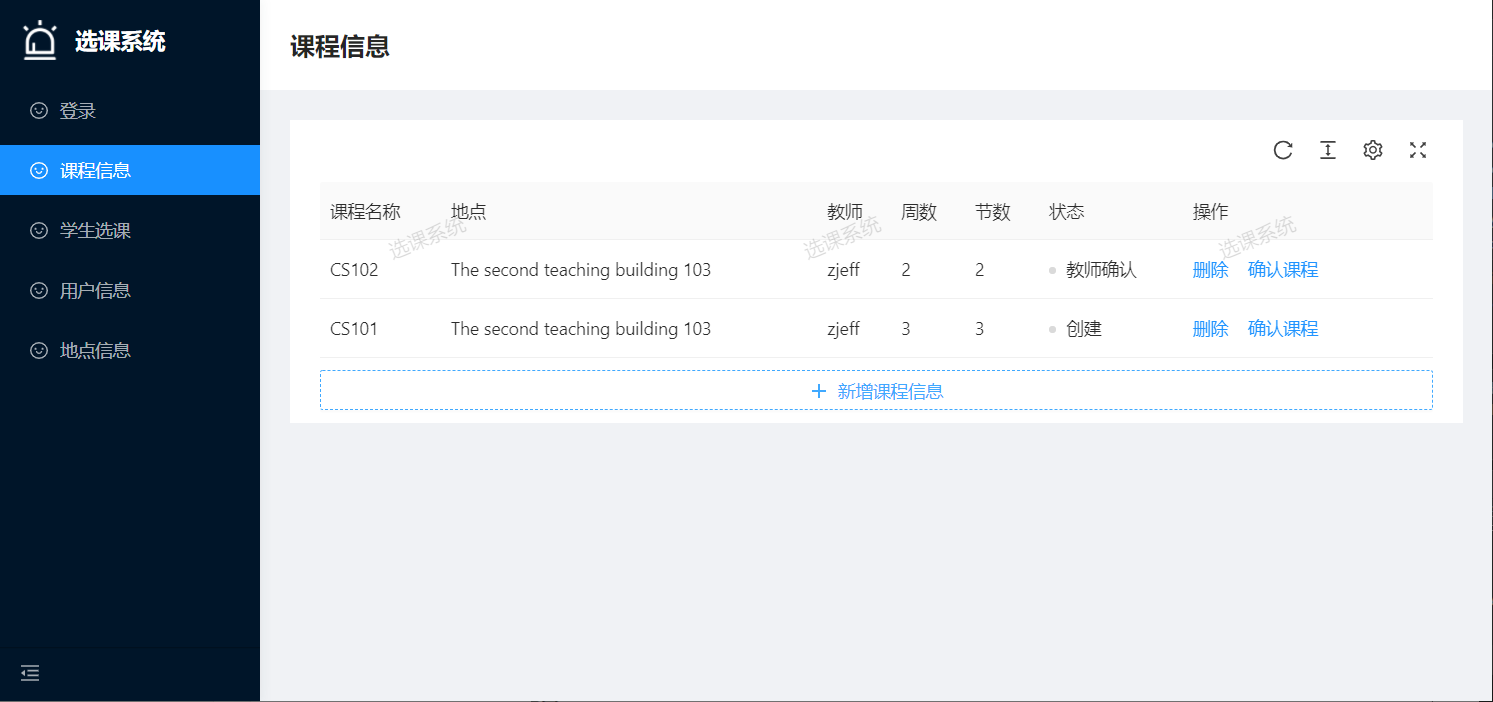 选课系统
登录
课程信息
学生选课
用户信息
地点信息
课程信息
课程名称 地点 教师 周数 节数 状态 操作
选课系统 选课系统 选课系统
CS102 The second teaching building 103 zjeff 2 2 教师确认 删除 确认课程
CS101 The second teaching building 103 zjeff 3 3 创建 删除 确认课程
+ 新增课程信息